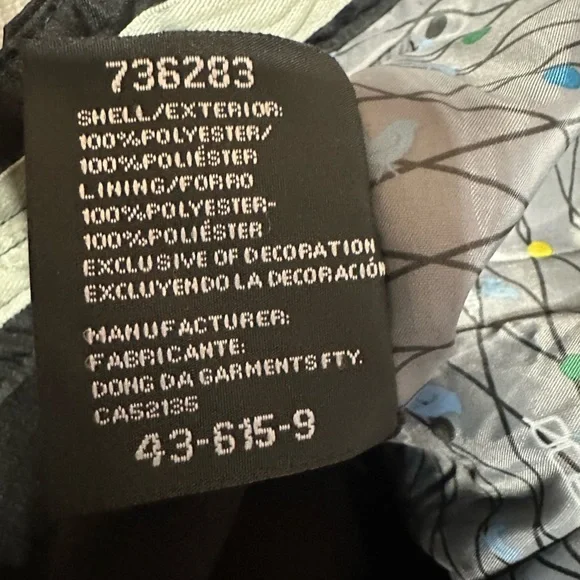 736283
SHELL/EXTERIOR:
100%POLYESTER/
100%POLIÉSTER
LINING/FORRO
100%POLYESTER-
100%POLIÉSTER
EXCLUSIVE OF DECORATION
EXCLUYENDO LA DECORACIÓN
MANUFACTURER:
FABRICANTE:
DONG DA GARMENTS FTY.
CA52135
43-615-9